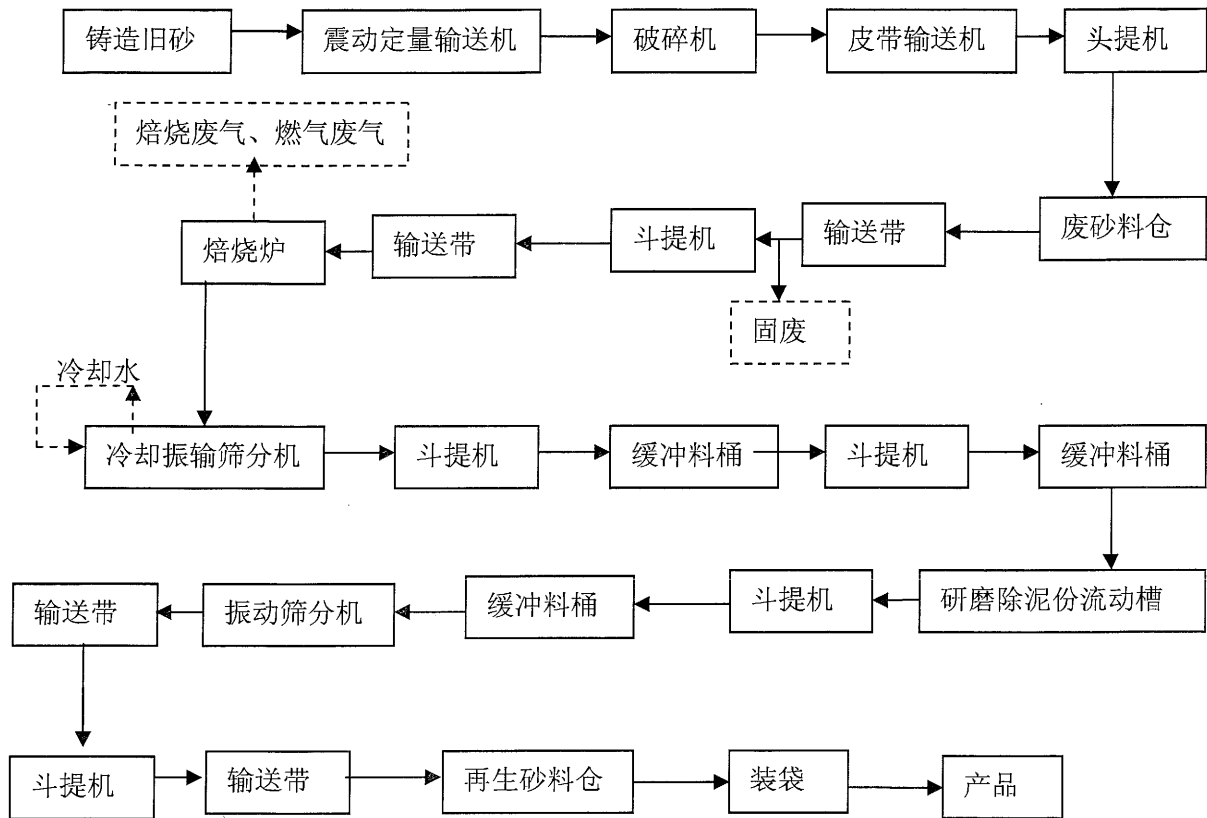 铸造旧砂
震动定量输送机
破碎机
皮带输送机
头提机
焙烧废气、燃气废气
焙烧炉
输送带
斗提机
输送带
废砂料仓
固废
冷却水
冷却振输筛分机
斗提机
缓冲料桶
斗提机
缓冲料桶
输送带
振动筛分机
缓冲料桶
斗提机
研磨除泥份流动槽
斗提机
输送带
再生砂料仓
装袋
产品